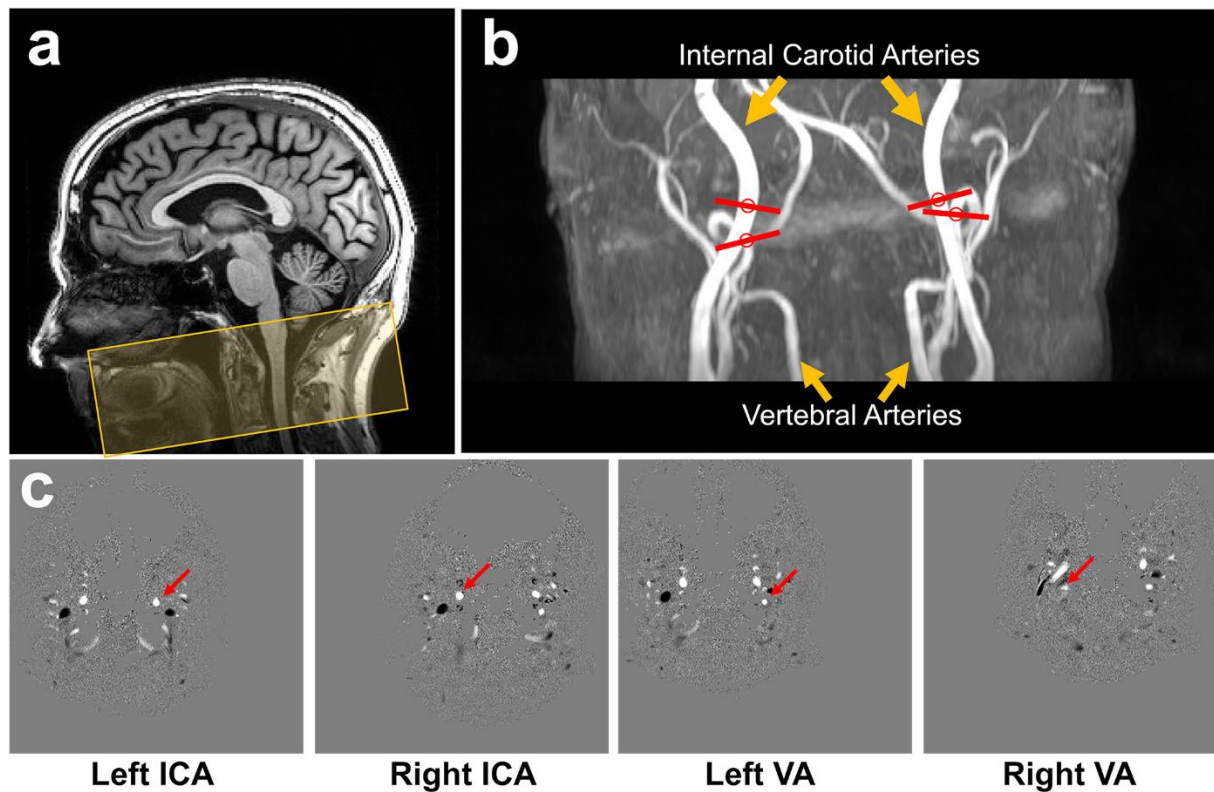 a
b
Internal Carotid Arteries
Vertebral Arteries
c
Left ICA
Right ICA
Left VA
Right VA